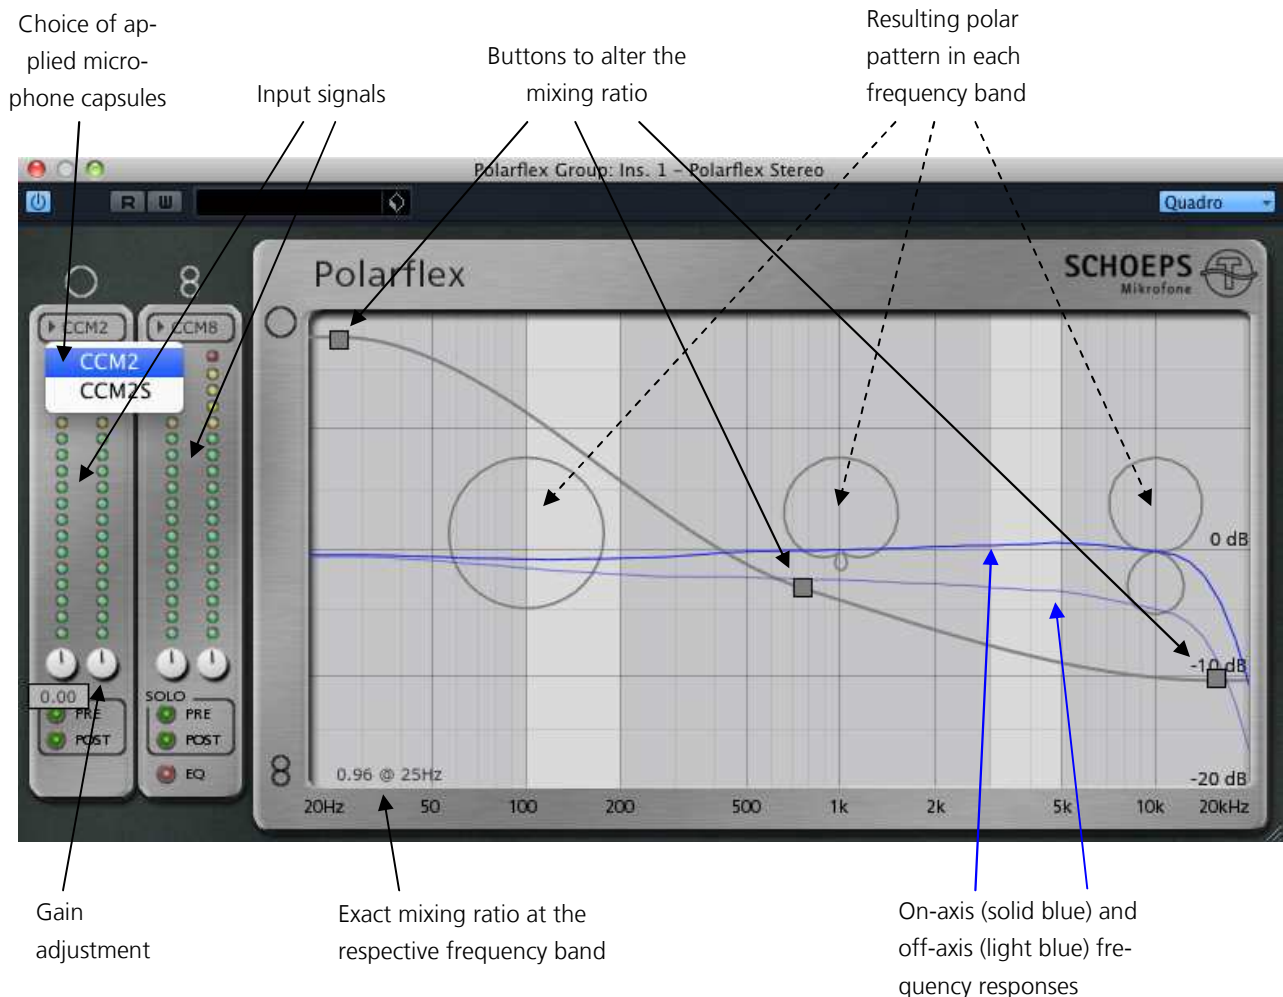 Choice of ap-
plied micro-
phone capsules
Input signals
Buttons to alter the
mixing ratio
Resulting polar
pattern in each
frequency band
Polarflex Group: Ins. 1 – Polarflex Stereo
R W
Quadro
Polarflex
SCHOEPS
Mikrofone
CCM2
CCM8
CCM2
CCM2S
0 dB
-10 dB
-20 dB
0.00
SOLO
PRE
POST
PRE
POST
EQ
0.96 @ 25Hz
20Hz 50 100 200 500 1k 2k 5k 10k 20kHz
Gain
adjustment
Exact mixing ratio at the
respective frequency band
On-axis (solid blue) and
off-axis (light blue) fre-
quency responses